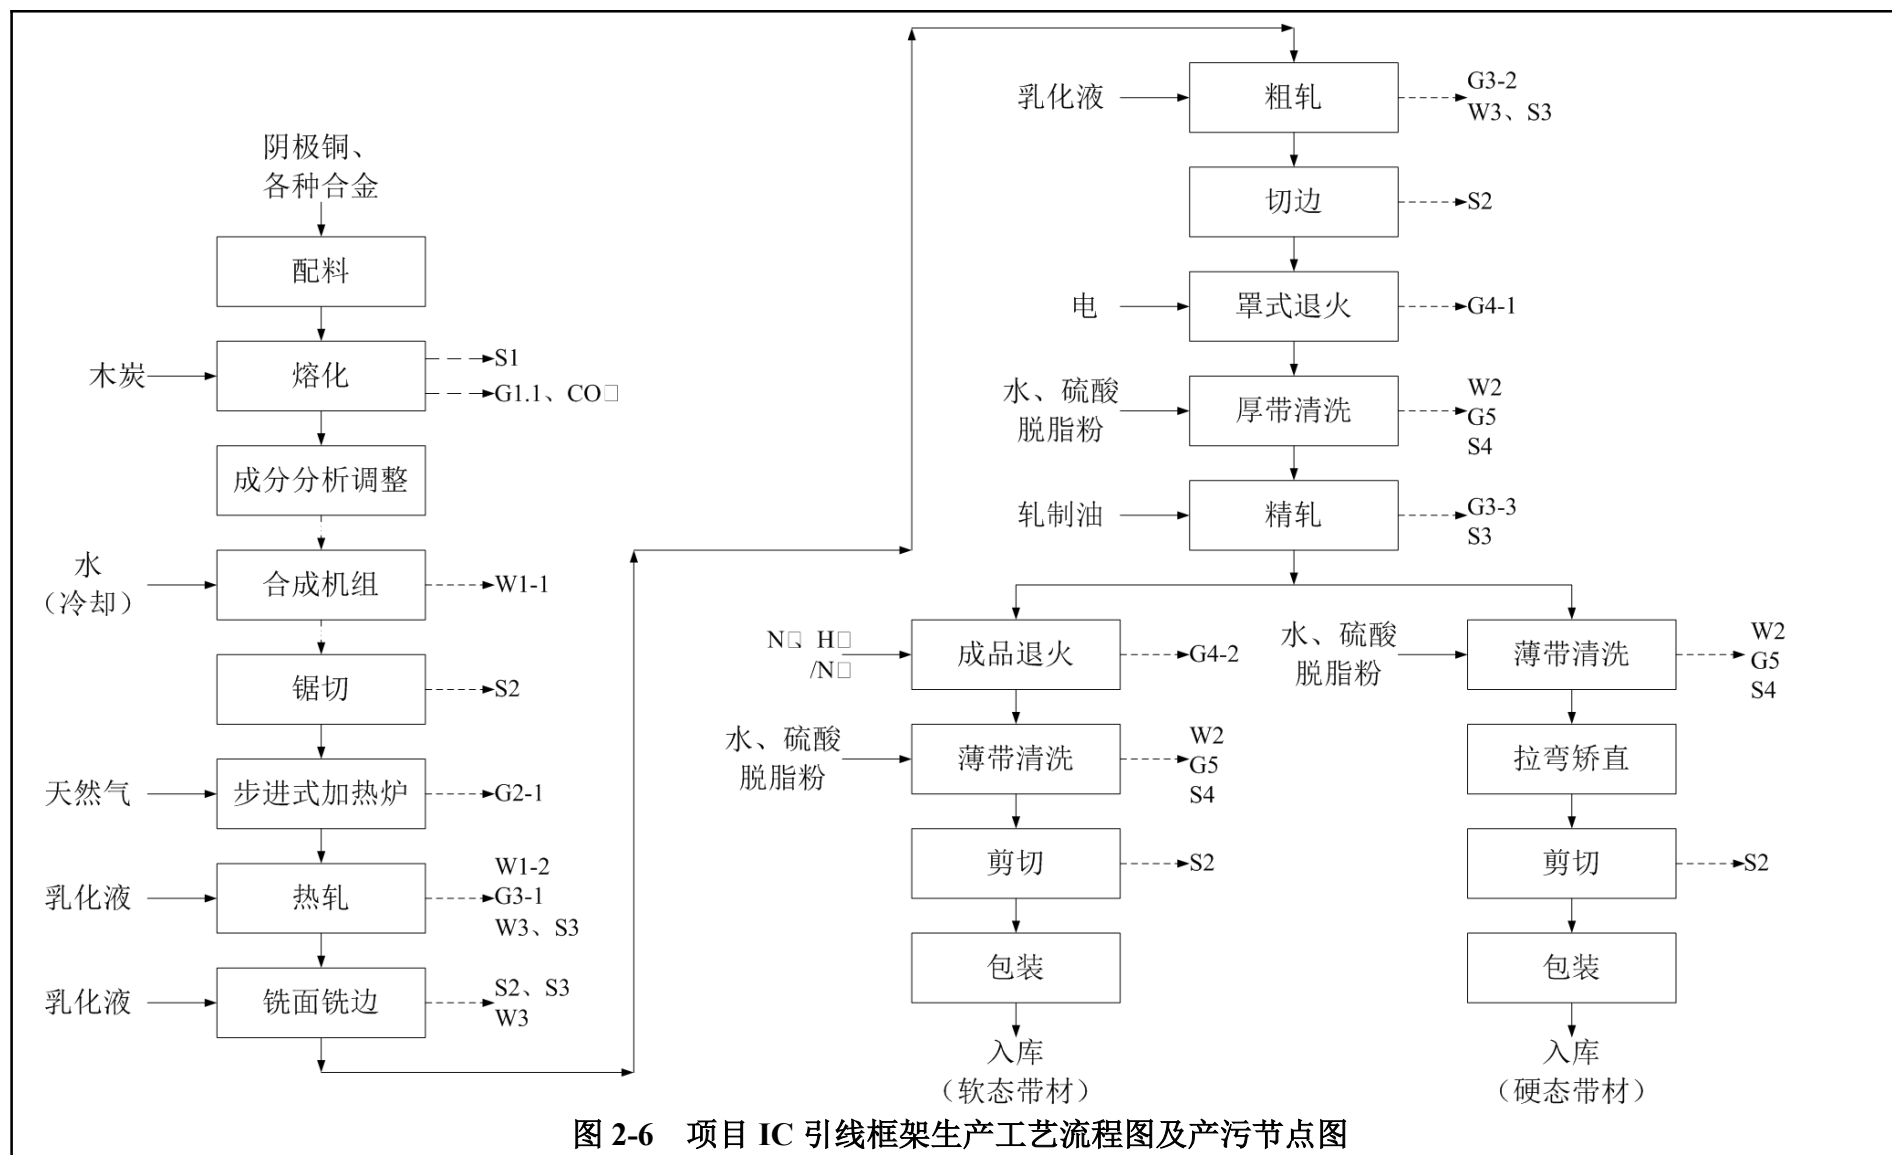 阴极铜、
各种合金
配料
木炭
熔化
S1
G1.1、CO□
成分分析调整
水
（冷却）
合成机组
W1-1
锯切
S2
天然气
步进式加热炉
G2-1
乳化液
热轧
W1-2
G3-1
W3、S3
乳化液
铣面铣边
S2、S3
W3
乳化液
粗轧
G3-2
W3、S3
切边
S2
电
罩式退火
G4-1
水、硫酸
脱脂粉
厚带清洗
W2
G5
S4
轧制油
精轧
G3-3
S3
N□、H□
/N□
成品退火
G4-2
水、硫酸
脱脂粉
薄带清洗
W2
G5
S4
剪切
S2
包装
入库
（软态带材）
水、硫酸
脱脂粉
薄带清洗
W2
G5
S4
拉弯矫直
剪切
S2
包装
入库
（硬态带材）
图 2-6 项目 IC 引线框架生产工艺流程图及产污节点图